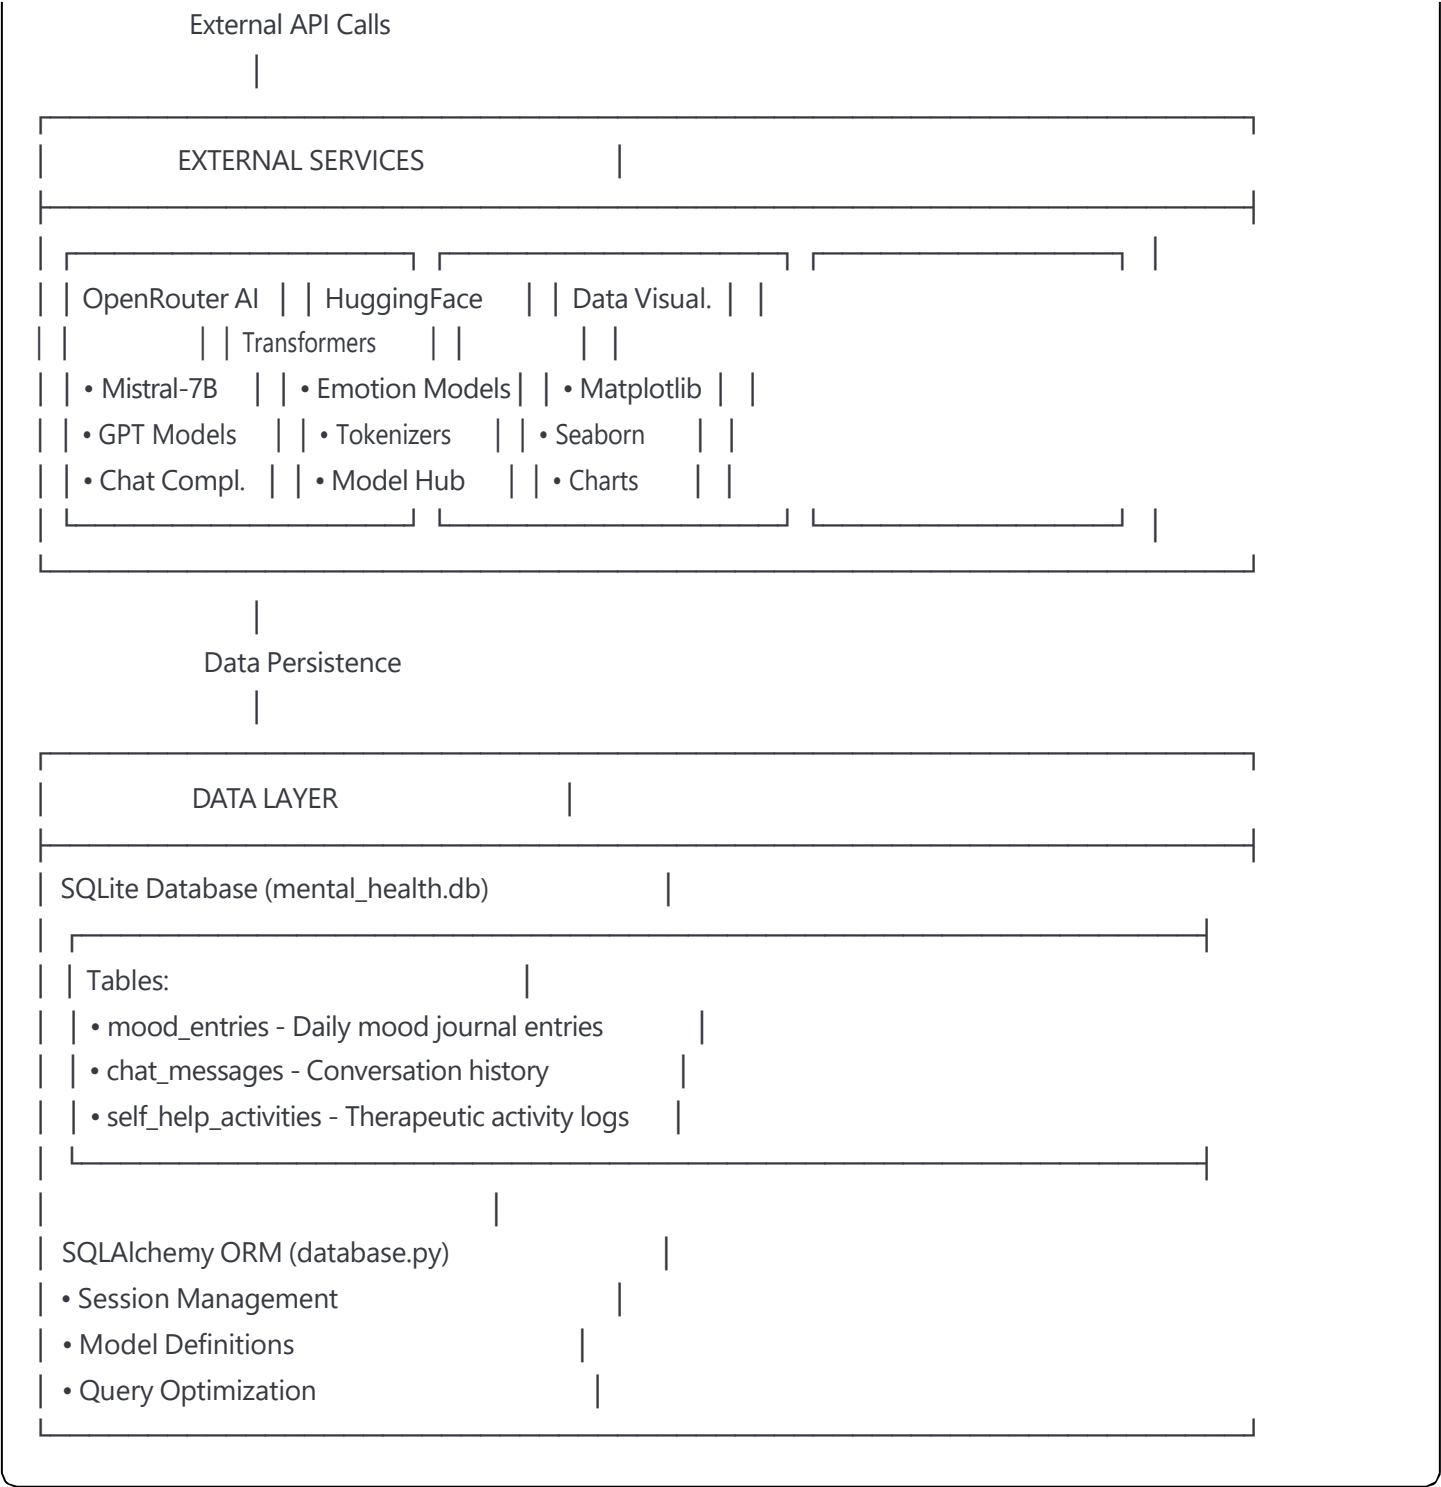 External API Calls
EXTERNAL SERVICES
OpenRouter AI HuggingFace Data Visual.
Transformers
• Mistral-7B • Emotion Models • Matplotlib
• GPT Models • Tokenizers • Seaborn
• Chat Compl. • Model Hub • Charts
Data Persistence
DATA LAYER
SQLite Database (mental_health.db)
Tables:
• mood_entries - Daily mood journal entries
• chat_messages - Conversation history
• self_help_activities - Therapeutic activity logs
SQLAlchemy ORM (database.py)
• Session Management
• Model Definitions
• Query Optimization